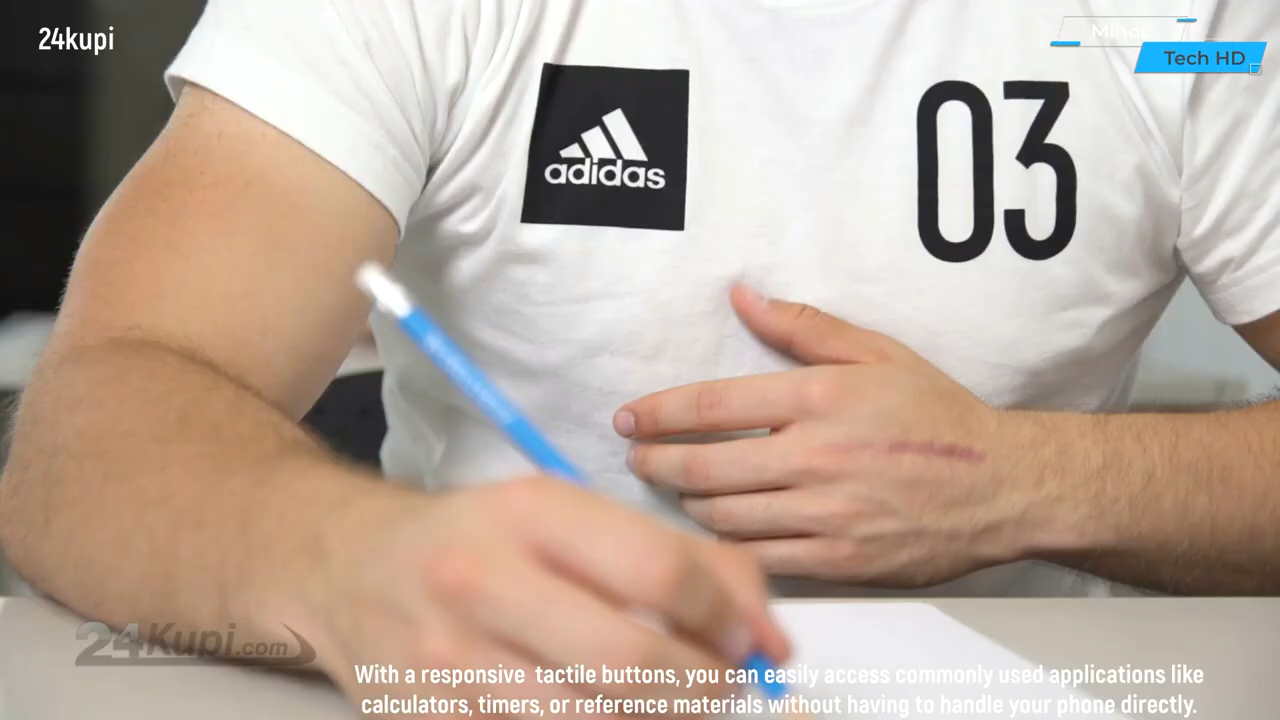 24kupi
Tech HD
adidas
03
24Kupi.com
With a responsive tactile buttons, you can easily access commonly used applications like
calculators, timers, or reference materials without having to handle your phone directly.